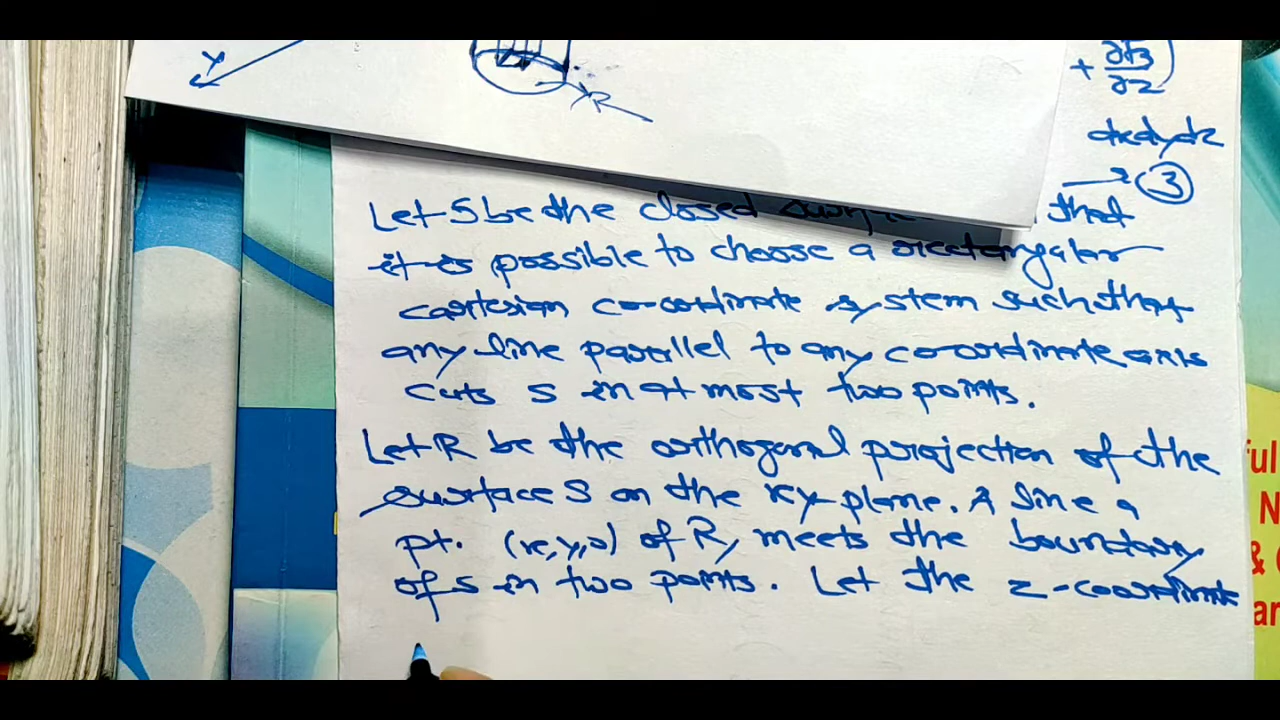 Y
R
+ ∂f3/∂z)
dxdydz
→ ③
Let S be the closed that
it is possible to choose a rectangular
cartesian co-ordinate system such that
any line parallel to any co-ordinate axis
cuts S in at most two points.
Let R be the orthogonal projection of the
surface S on the xy-plane. A line a
pt. (x,y,0) of R, meets the boundary
of S in two points. Let the z-coordinate
ful
N
&
ar